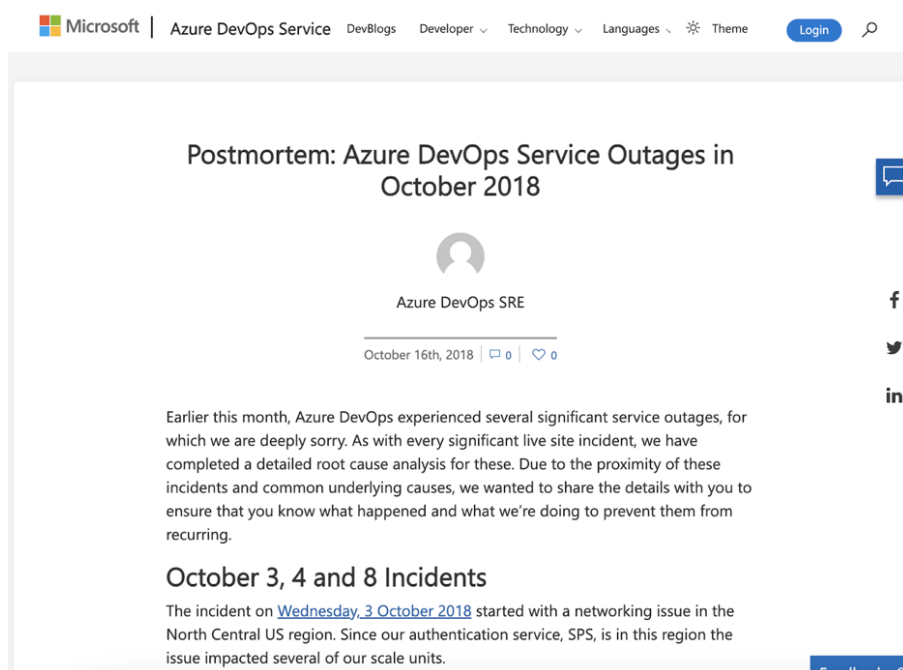 Microsoft Azure DevOps Service DevBlogs Developer Technology Languages Theme Login
Postmortem: Azure DevOps Service Outages in
October 2018
Azure DevOps SRE
October 16th, 2018 0 0
Earlier this month, Azure DevOps experienced several significant service outages, for
which we are deeply sorry. As with every significant live site incident, we have
completed a detailed root cause analysis for these. Due to the proximity of these
incidents and common underlying causes, we wanted to share the details with you to
ensure that you know what happened and what we're doing to prevent them from
recurring.
October 3, 4 and 8 Incidents
The incident on Wednesday, 3 October 2018 started with a networking issue in the
North Central US region. Since our authentication service, SPS, is in this region the
issue impacted several of our scale units.